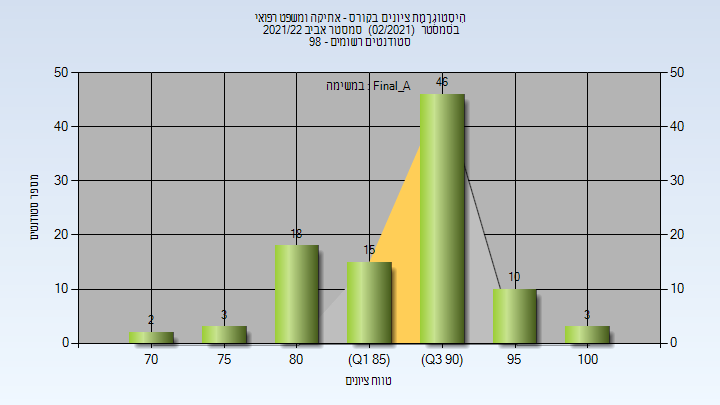 היסטוגרמת ציונים בקורס - אתיקה ומשפט רפואי
בסמסטר (02/2021) סמסטר אביב 2021/22
סטודנטים רשומים - 98
במשימה : Final_A
מספר סטודנטים
50 50
40 40
30 30
20 20
10 10
0 0
2 3 18 15 46 10 3
70 75 80 (Q1 85) (Q3 90) 95 100
טווח ציונים